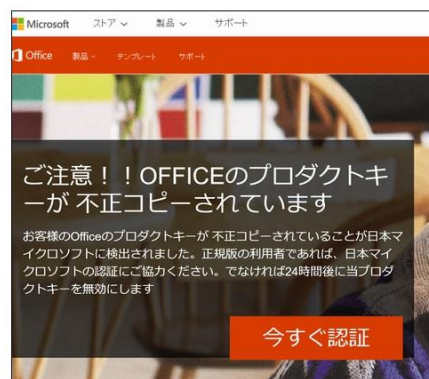 Microsoft ストア 製品 サポート
Office 製品 テンプレート サポート
ご注意！！OFFICEのプロダクトキ
ーが 不正コピーされています
お客様のOfficeのプロダクトキーが 不正コピーされていることが日本マ
イクロソフトに検出されました。正規版の利用者であれば、日本マイ
クロソフトの認証にご協力ください。でなければ24時間後に当プロダ
クトキーを無効にします
今すぐ認証